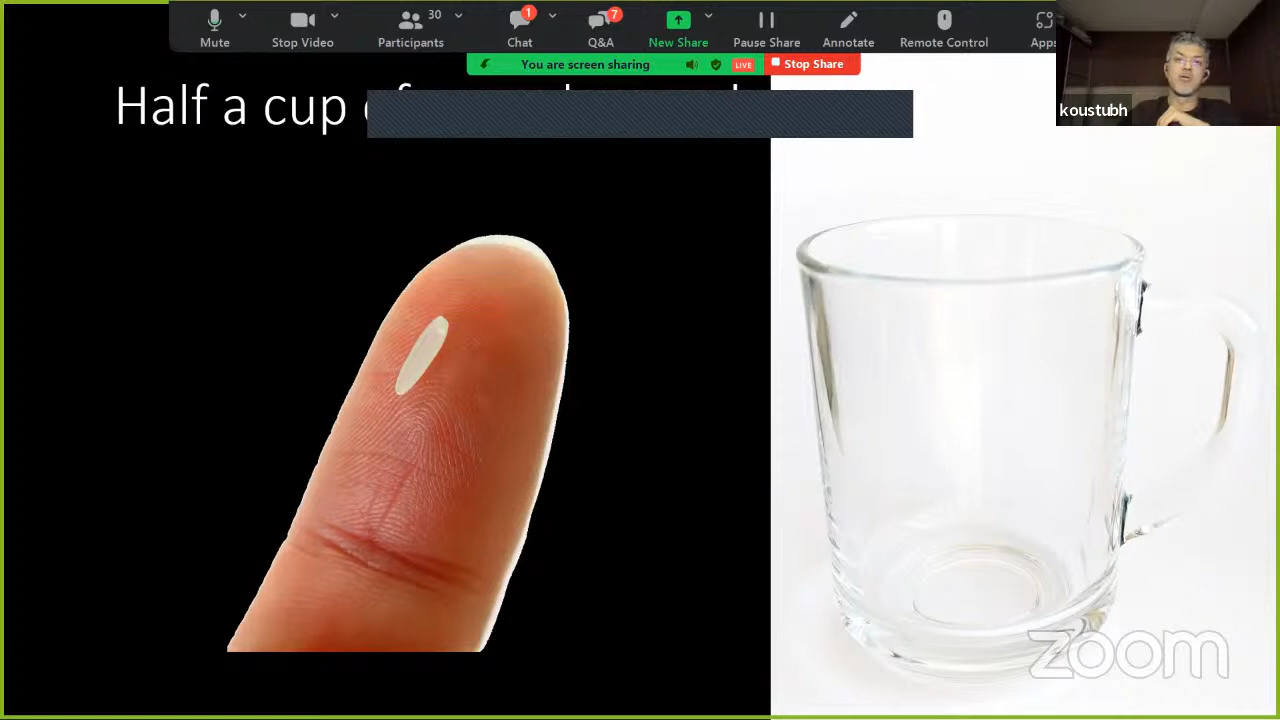 30
1
7
Mute
Stop Video
Participants
Chat
Q&A
New Share
Pause Share
Annotate
Remote Control
Apps
You are screen sharing
LIVE
Stop Share
koustubh
Half a cup
zoom